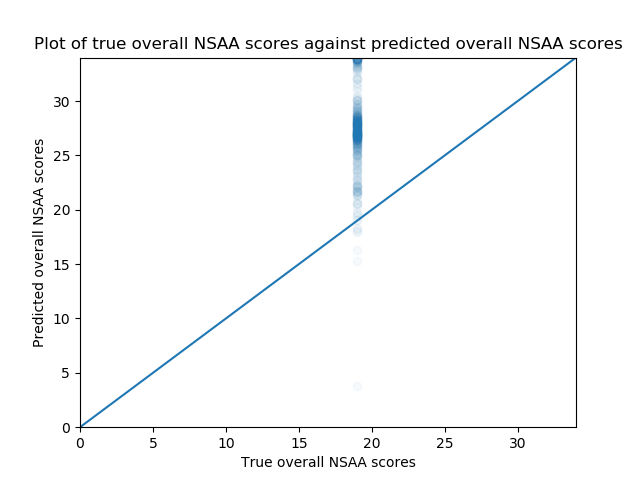 Plot of true overall NSAA scores against predicted overall NSAA scores
30
25
20
15
10
5
0
Predicted overall NSAA scores
0 5 10 15 20 25 30
True overall NSAA scores